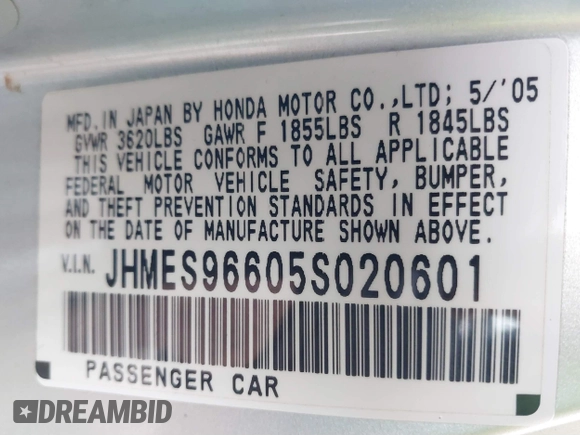 MFD. IN JAPAN BY HONDA MOTOR CO.,LTD; 5/'05
GVWR 3620LBS GAWR F 1855LBS R 1845LBS
THIS VEHICLE CONFORMS TO ALL APPLICABLE
FEDERAL MOTOR VEHICLE SAFETY, BUMPER,
AND THEFT PREVENTION STANDARDS IN EFFECT
ON THE DATE OF MANUFACTURE SHOWN ABOVE.
V.I.N. JHMES96605S020601
PASSENGER CAR
DREAMBID